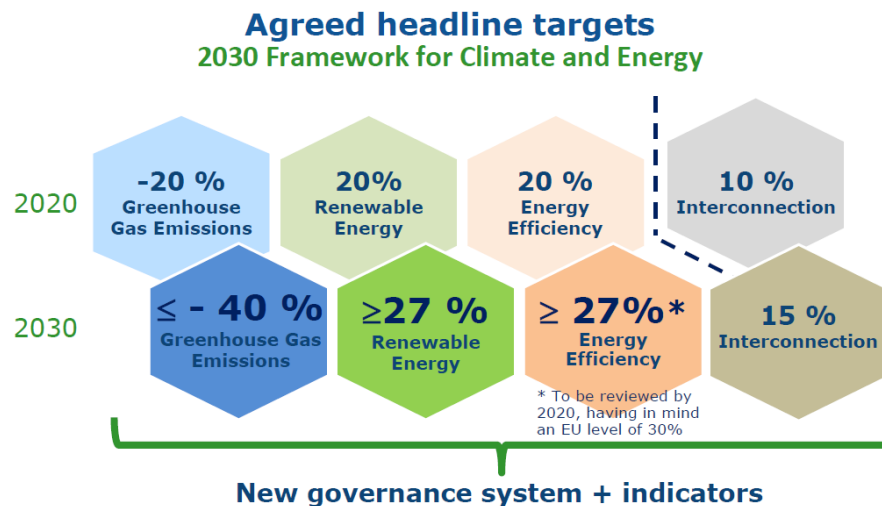 Agreed headline targets
2030 Framework for Climate and Energy
2020
-20 %
Greenhouse
Gas Emissions
20%
Renewable
Energy
20 %
Energy
Efficiency
10 %
Interconnection
2030
≤ - 40 %
Greenhouse Gas
Emissions
≥27 %
Renewable
Energy
≥ 27%*
Energy
Efficiency
* To be reviewed by
2020, having in mind
an EU level of 30%
15 %
Interconnection
New governance system + indicators